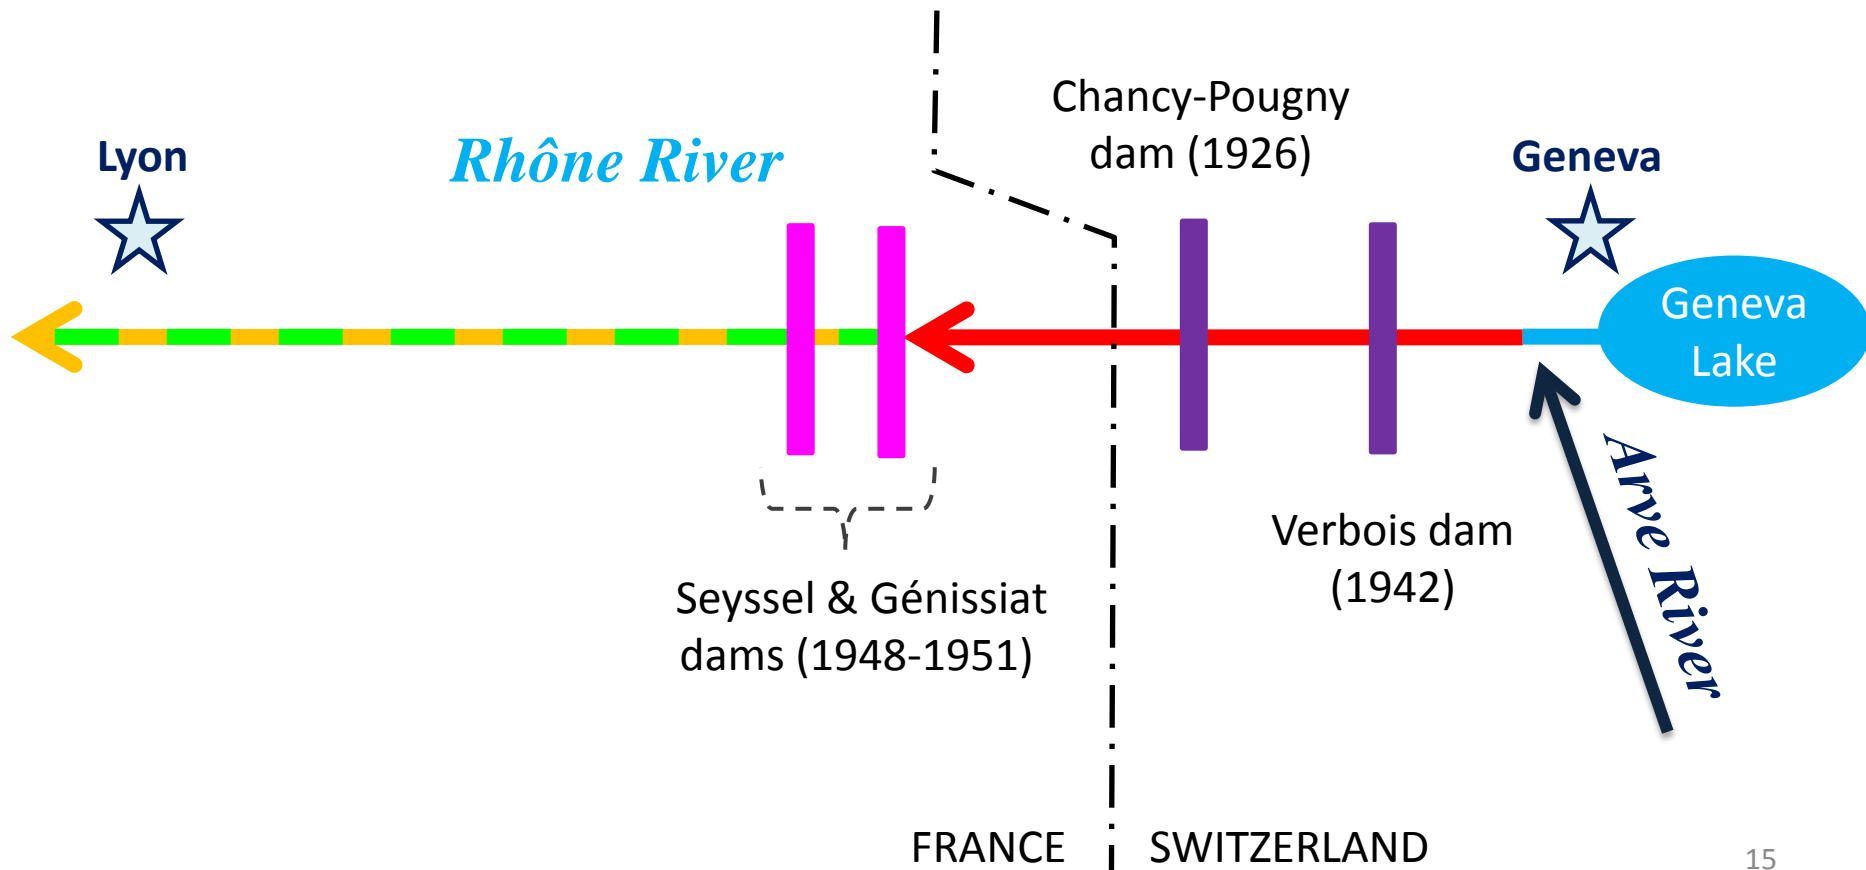 Chancy-Pougny
dam (1926)
Lyon
Rhône River
Geneva
Geneva
Lake
Arve River
Verbois dam
(1942)
Seyssel & Génissiat
dams (1948-1951)
FRANCE
SWITZERLAND
15